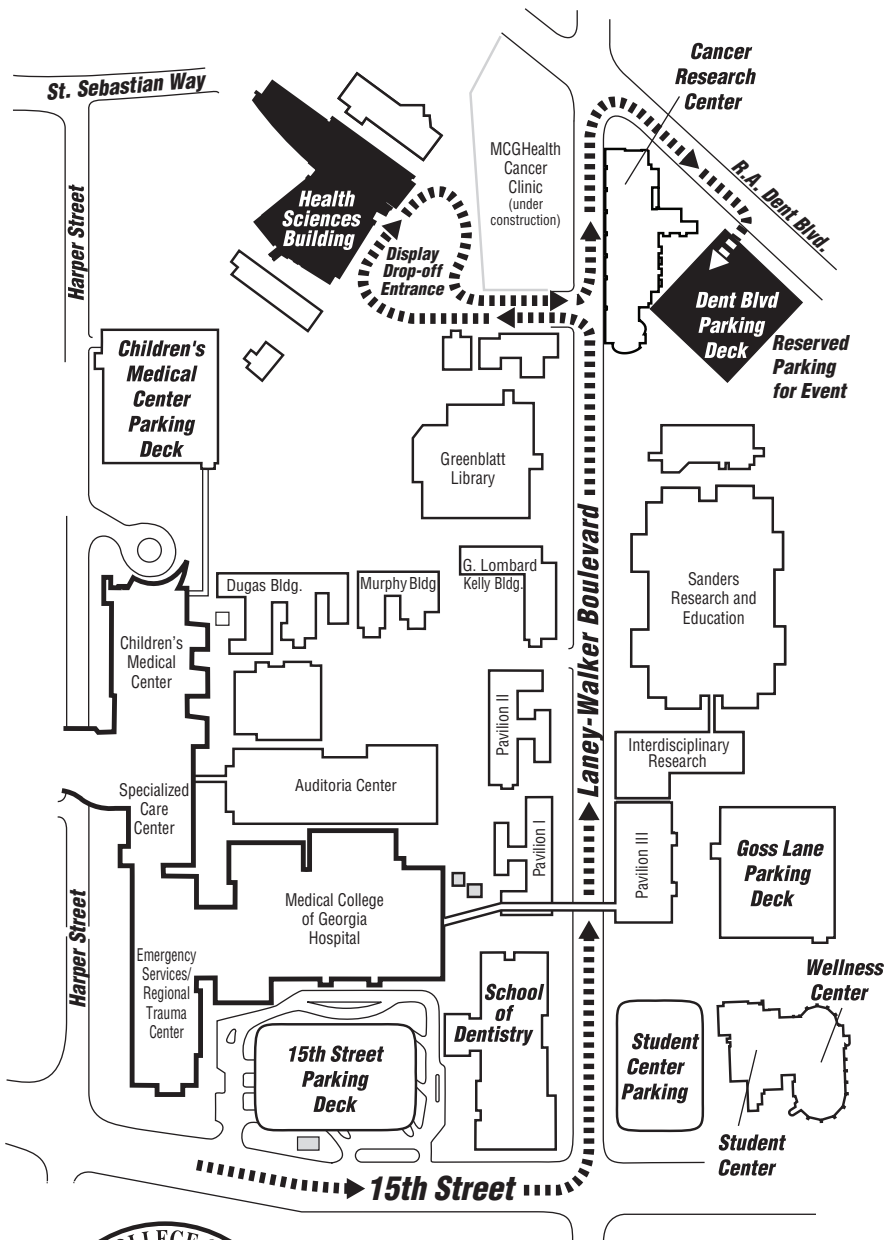 Cancer
Research
Center
St. Sebastian Way
MCGHealth
Cancer
Clinic
(under
construction)
R.A. Dent Blvd.
Harper Street
Health
Sciences
Building
Display
Drop-off
Entrance
Dent Blvd
Parking
Deck
Reserved
Parking
for Event
Children's
Medical
Center
Parking
Deck
Greenblatt
Library
Laney-Walker Boulevard
Dugas Bldg.
Murphy Bldg
G. Lombard
Kelly Bldg.
Sanders
Research and
Education
Children's
Medical
Center
Pavilion II
Interdisciplinary
Research
Auditoria Center
Specialized
Care
Center
Pavilion I
Pavilion III
Goss Lane
Parking
Deck
Medical College
of Georgia
Hospital
Harper Street
Emergency
Services/
Regional
Trauma
Center
School
of
Dentistry
Wellness
Center
15th Street
Parking
Deck
Student
Center
Parking
Student
Center
15th Street